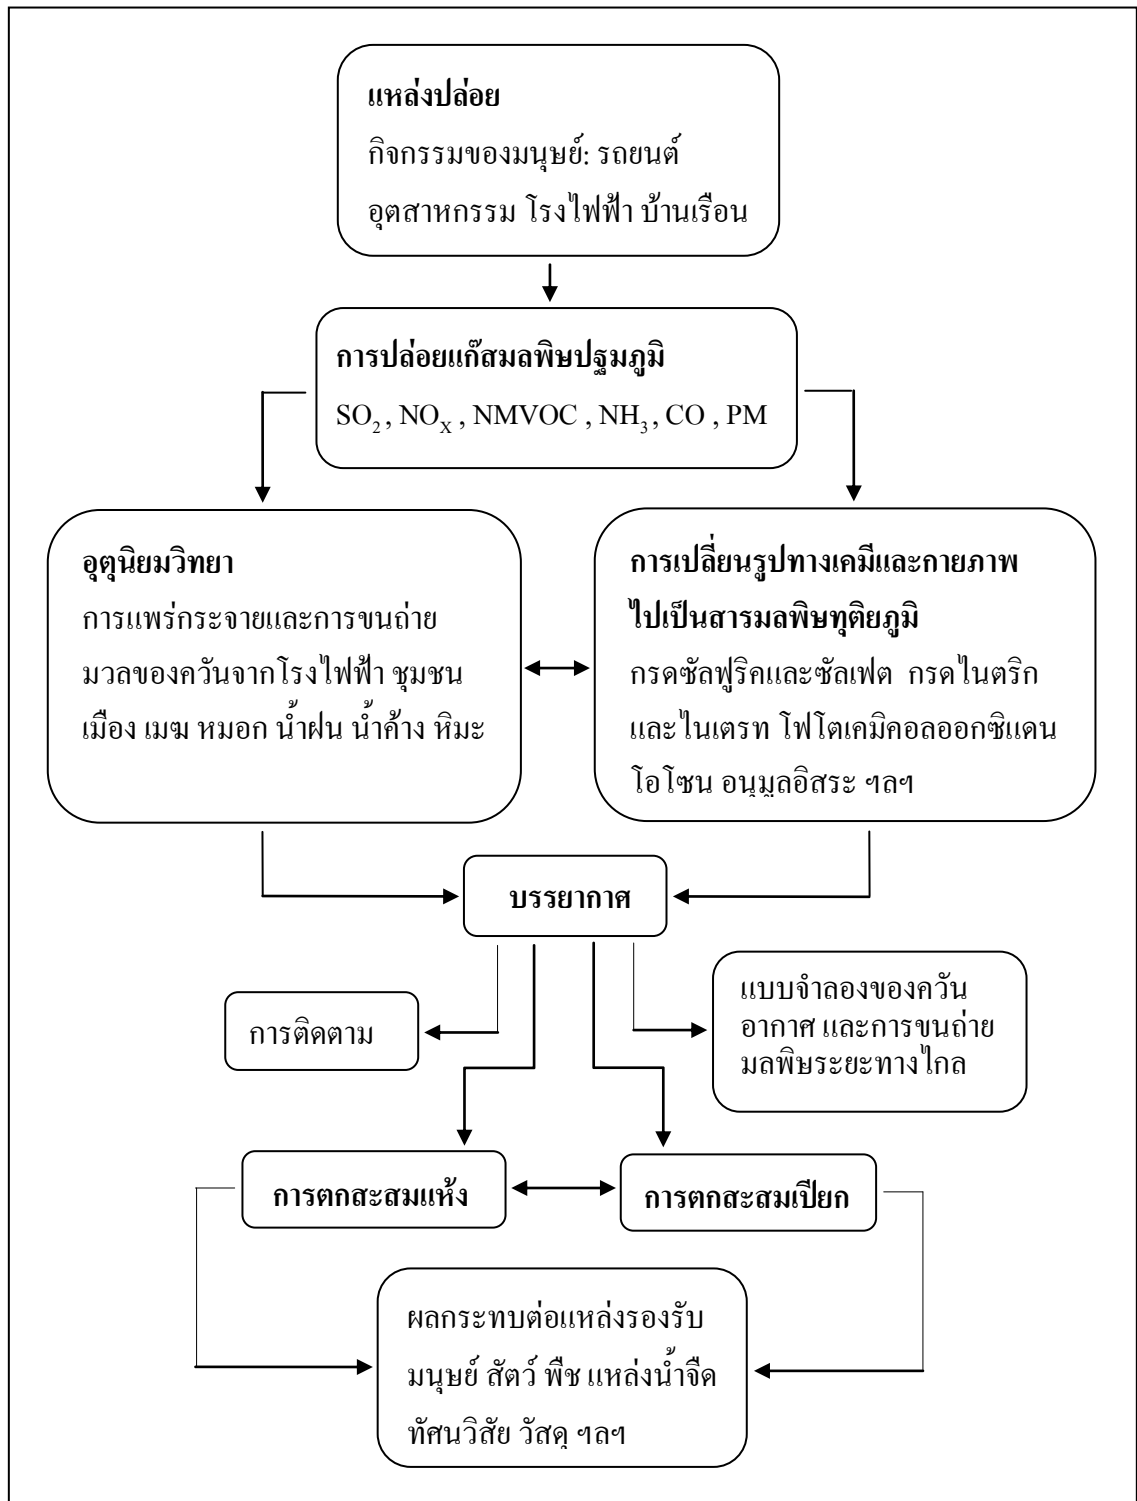 แหล่งปล่อย
กิจกรรมของมนุษย์: รถยนต์
อุตสาหกรรม โรงไฟฟ้า บ้านเรือน
การปล่อยแก๊สมลพิษปฐมภูมิ
SO₂ , NOₓ , NMVOC , NH₃ , CO , PM
อุตุนิยมวิทยา
การแพร่กระจายและการขนถ่าย
มวลของควันจากโรงไฟฟ้า ชุมชน
เมือง เมฆ หมอก น้ำฝน น้ำค้าง หิมะ
การเปลี่ยนรูปทางเคมีและกายภาพ
ไปเป็นสารมลพิษทุติยภูมิ
กรดซัลฟูริคและซัลเฟต กรดไนตริก
และไนเตรท โฟโตเคมิคอลออกซิแดน
โอโซน อนุมูลอิสระ ฯลฯ
บรรยากาศ
การติดตาม
แบบจำลองของควัน
อากาศ และการขนถ่าย
มลพิษระยะทางไกล
การตกสะสมแห้ง
การตกสะสมเปียก
ผลกระทบต่อแหล่งรองรับ
มนุษย์ สัตว์ พืช แหล่งน้ำจืด
ทัศนวิสัย วัสดุ ฯลฯ